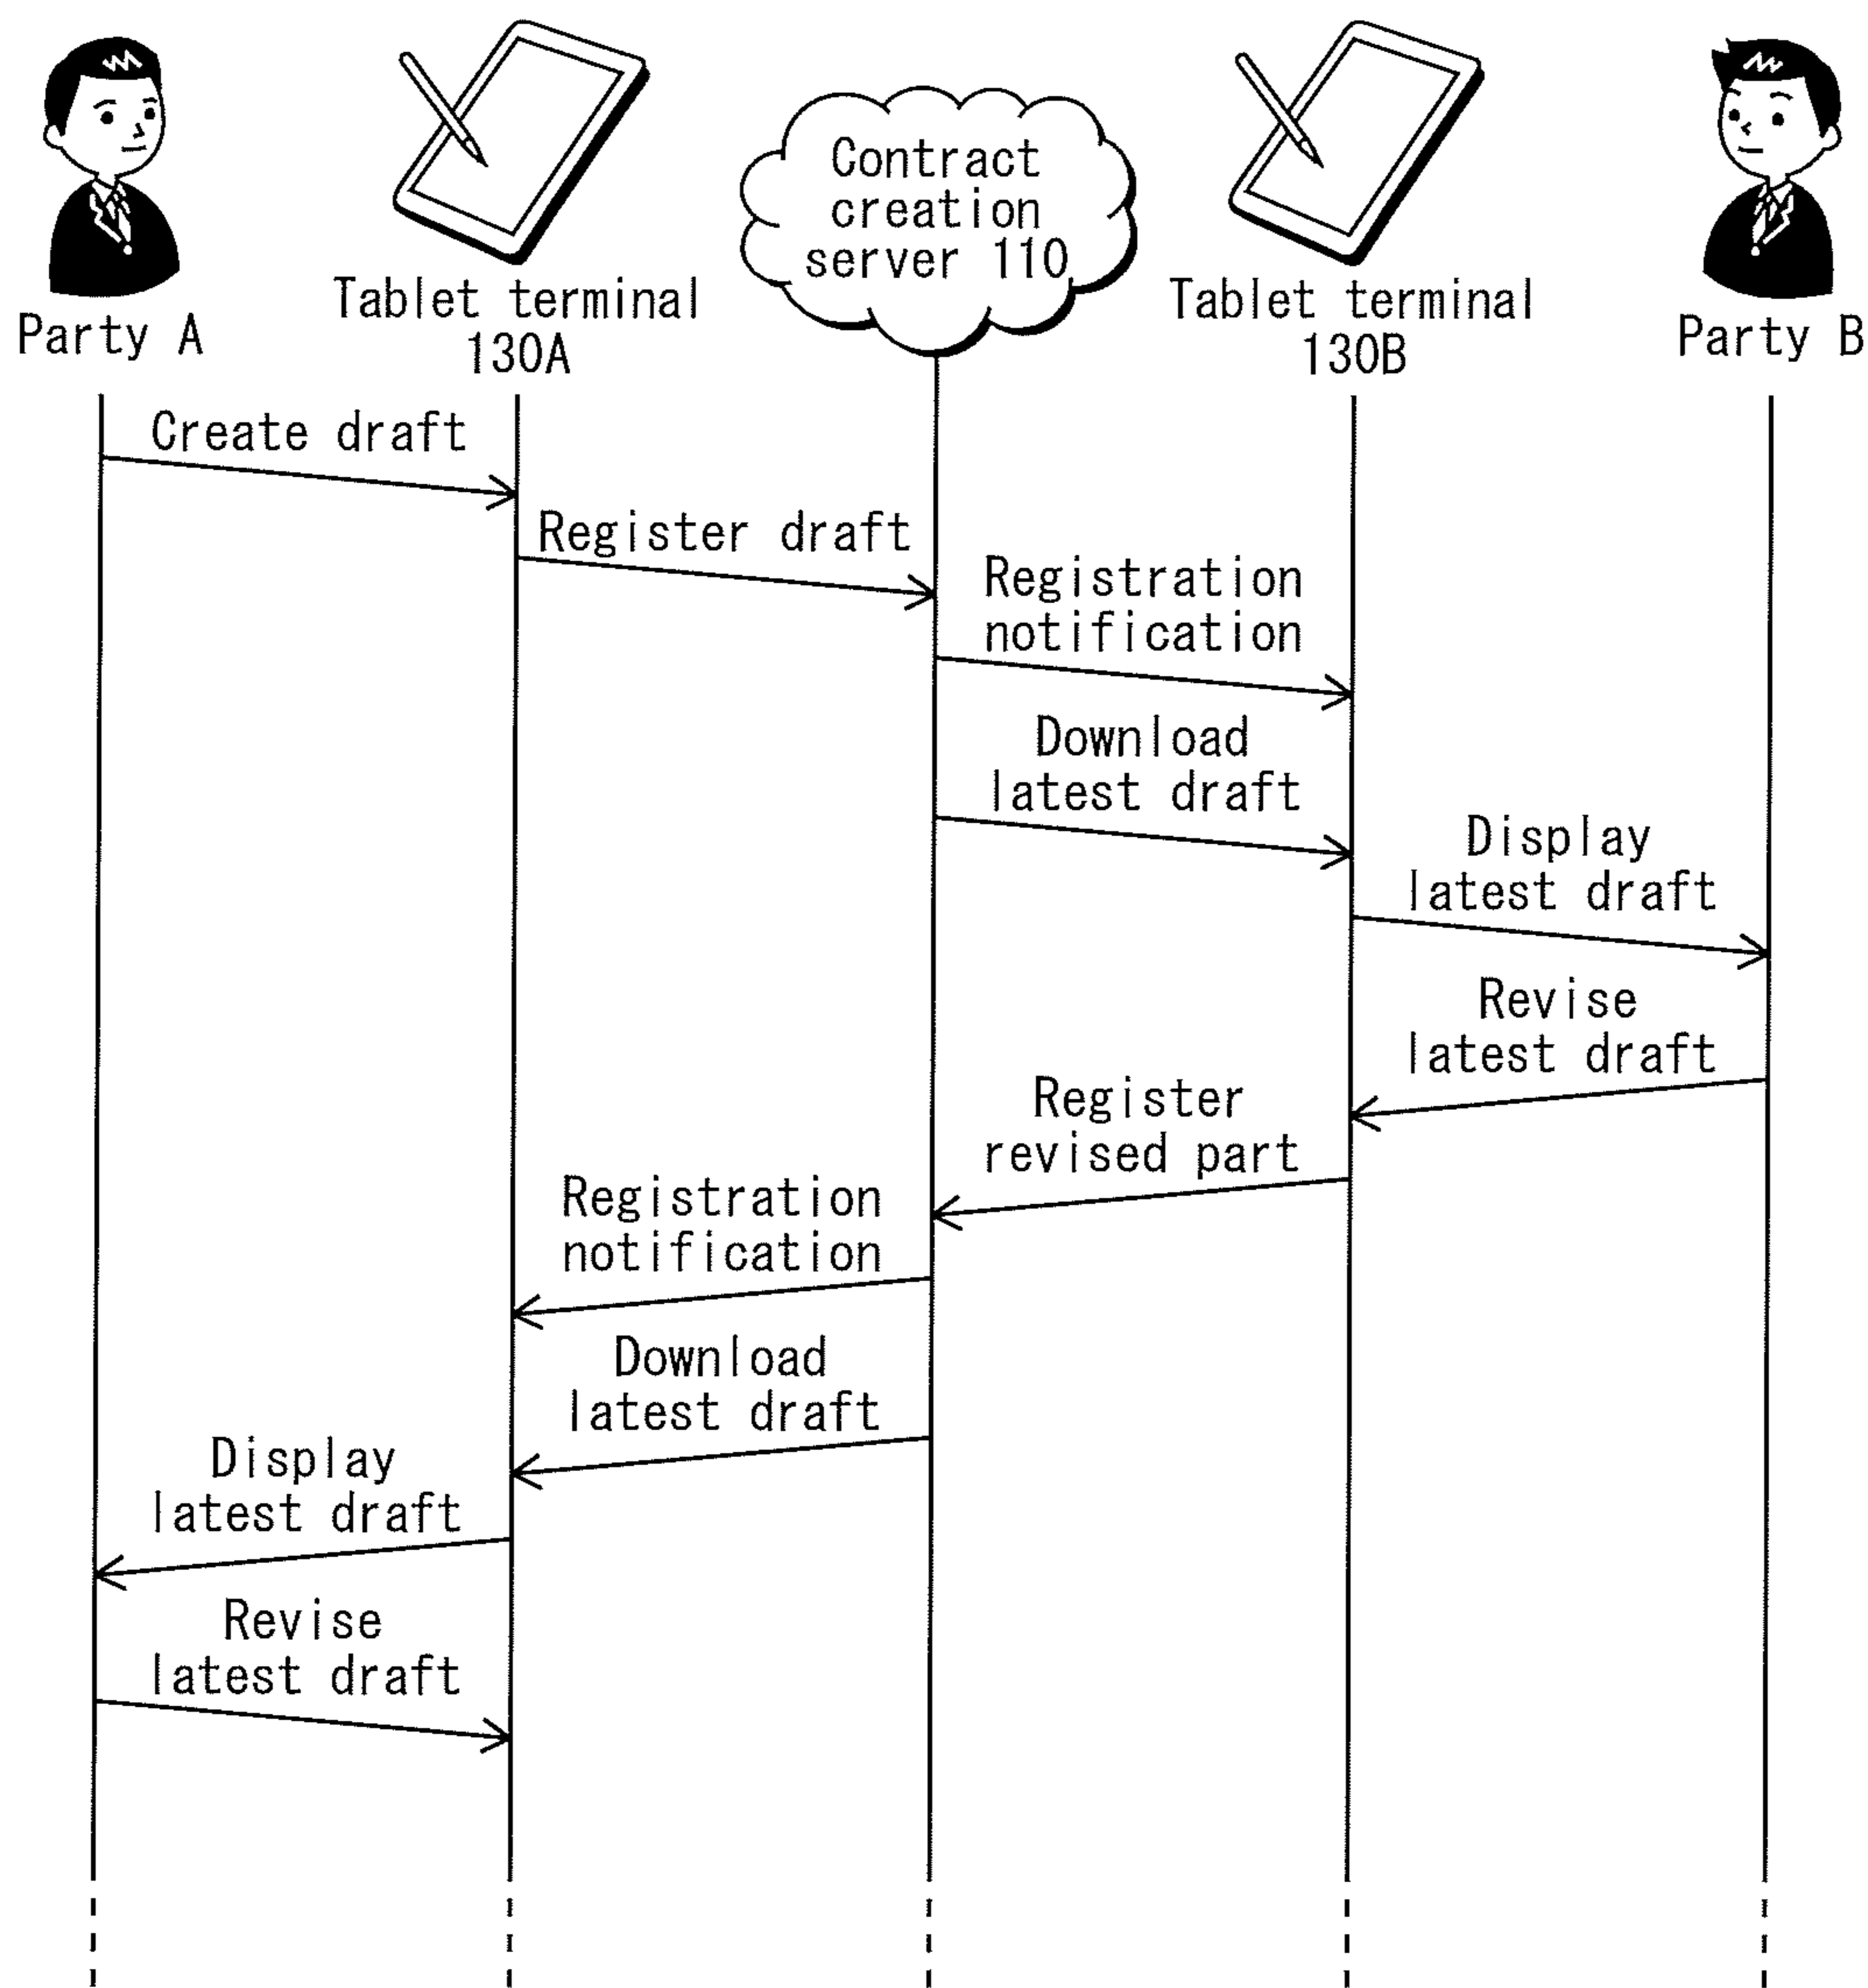 Party A
Tablet terminal
130A
Contract
creation
server 110
Tablet terminal
130B
Party B
Create draft
Register draft
Registration
notification
Download
latest draft
Display
latest draft
Revise
latest draft
Register
revised part
Registration
notification
Download
latest draft
Display
latest draft
Revise
latest draft